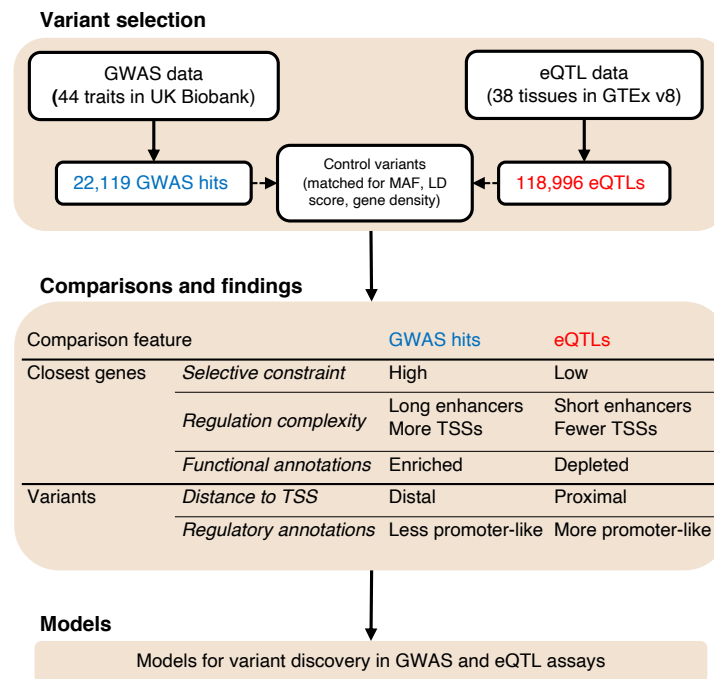 Variant selection
GWAS data
(44 traits in UK Biobank)
eQTL data
(38 tissues in GTEx v8)
22,119 GWAS hits
Control variants
(matched for MAF, LD
score, gene density)
118,996 eQTLs
Comparisons and findings
Comparison feature GWAS hits eQTLs
Closest genes Selective constraint High Low
Regulation complexity Long enhancers Short enhancers
More TSSs Fewer TSSs
Functional annotations Enriched Depleted
Variants Distance to TSS Distal Proximal
Regulatory annotations Less promoter-like More promoter-like
Models
Models for variant discovery in GWAS and eQTL assays